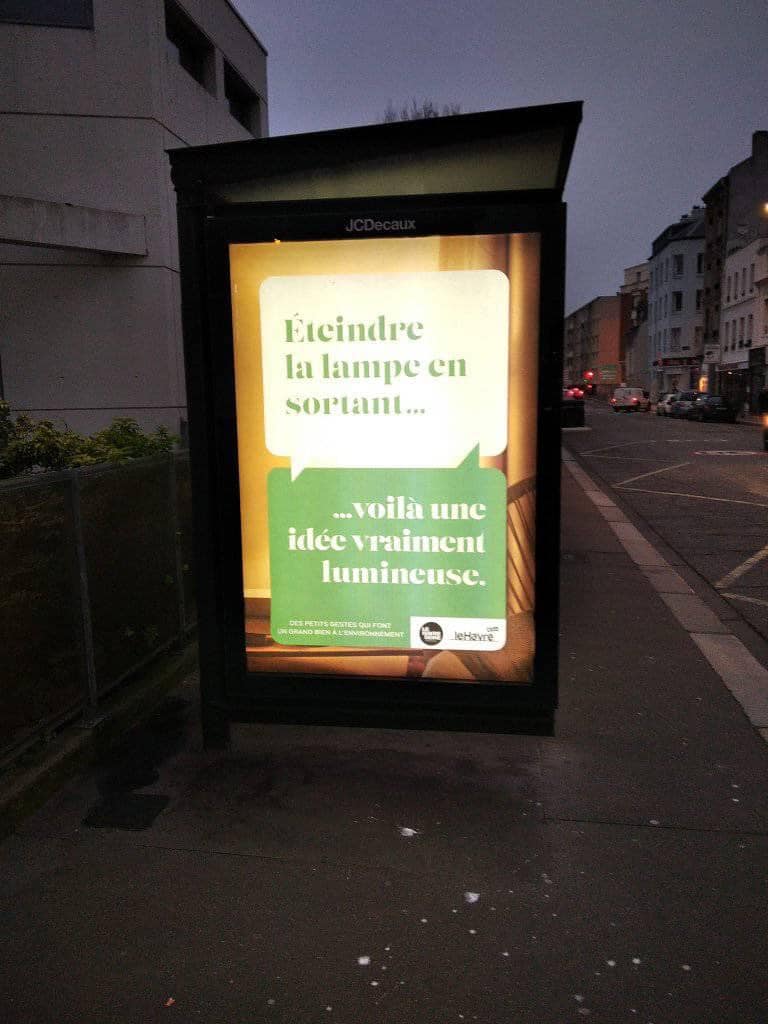 JCDecaux
Éteindre
la lampe en
sortant...
...voilà une
idée vraiment
lumineuse.
DES PETITS GESTES QUI FONT
UN GRAND BIEN À L'ENVIRONNEMENT
leHavre